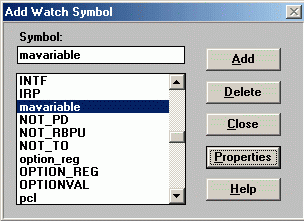 Add Watch Symbol
Symbol:
mavariable
Add
INTF
IRP
mavariable
Delete
NOT_PD
NOT_RBPU
Close
NOT_TO
option_reg
Properties
OPTION_REG
OPTIONVAL
Help
pcl